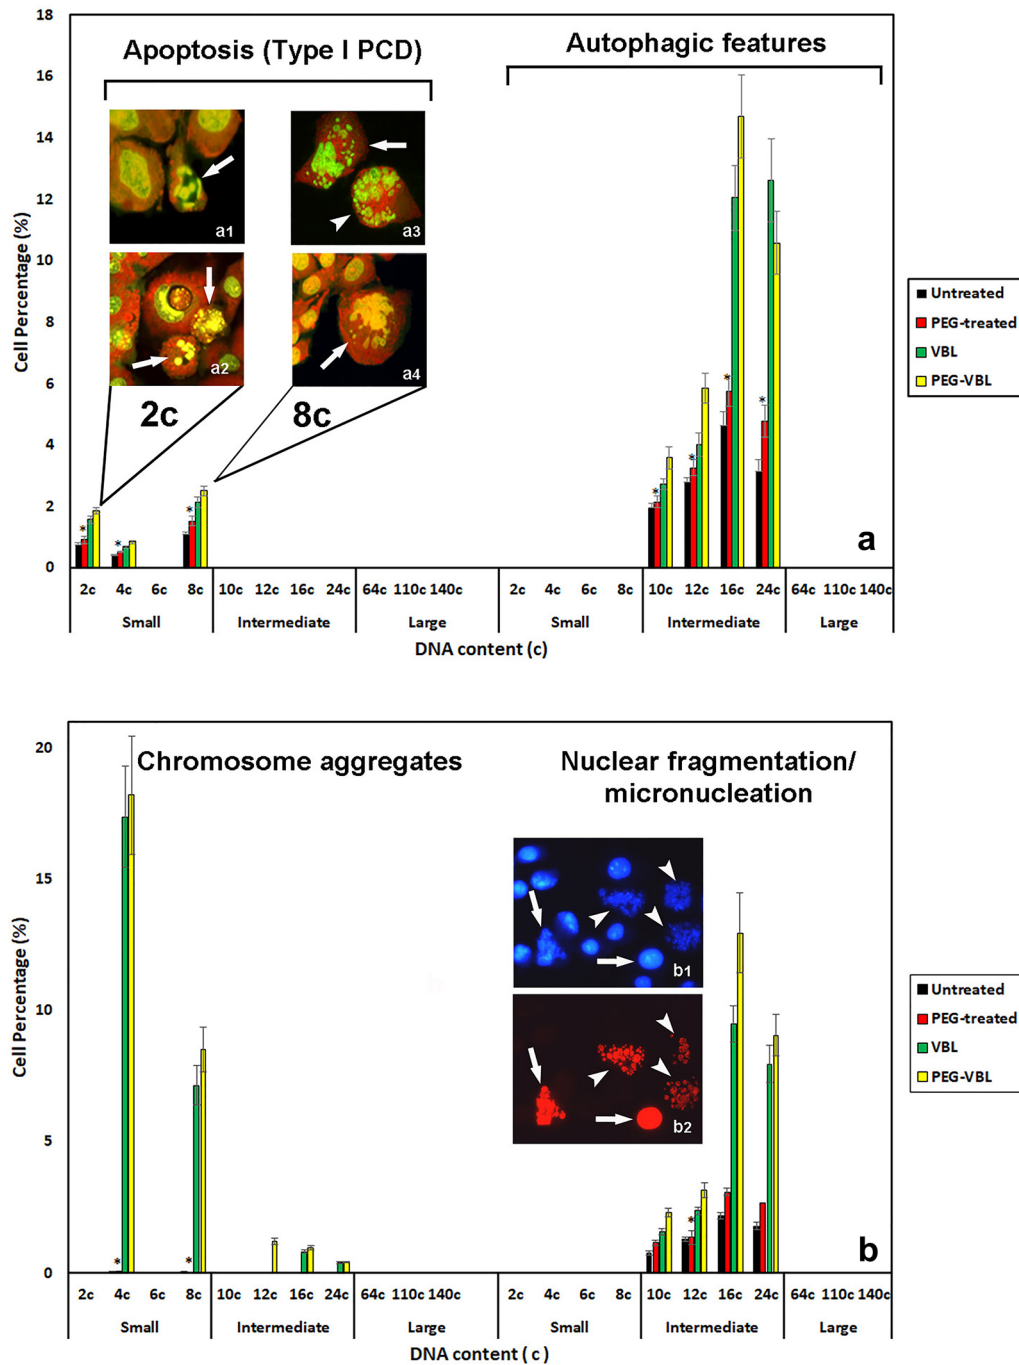 18
16
14
12
10
8
6
4
2
0
Cell Percentage (%)
Apoptosis (Type I PCD)
Autophagic features
a1
a3
a2
a4
2c
8c
* * * * * * *
a
Untreated
PEG-treated
VBL
PEG-VBL
2c 4c 6c 8c 10c 12c 16c 24c 64c 110c 140c 2c 4c 6c 8c 10c 12c 16c 24c 64c 110c 140c
Small Intermediate Large Small Intermediate Large
DNA content (c)
20
15
10
5
0
Cell Percentage (%)
Chromosome aggregates
Nuclear fragmentation/
micronucleation
b1
b2
* * *
b
Untreated
PEG-treated
VBL
PEG-VBL
2c 4c 6c 8c 10c 12c 16c 24c 64c 110c 140c 2c 4c 6c 8c 10c 12c 16c 24c 64c 110c 140c
Small Intermediate Large Small Intermediate Large
DNA content ( c )